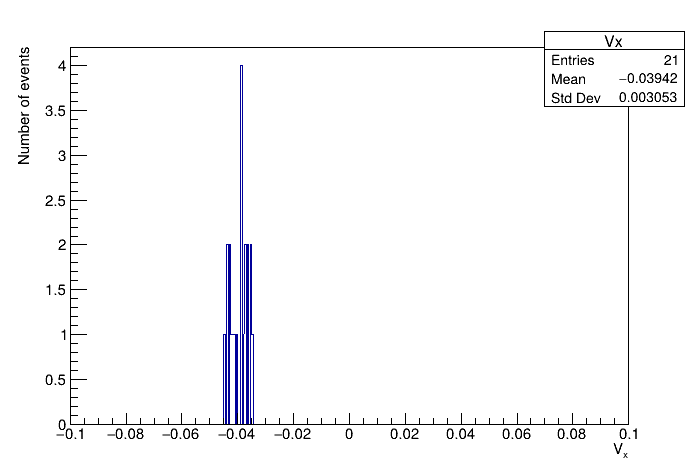 Vx
Entries 21
Mean −0.03942
Std Dev 0.003053
Number of events
4
3.5
3
2.5
2
1.5
1
0.5
0
−0.1 −0.08 −0.06 −0.04 −0.02 0 0.02 0.04 0.06 0.08 0.1
Vx